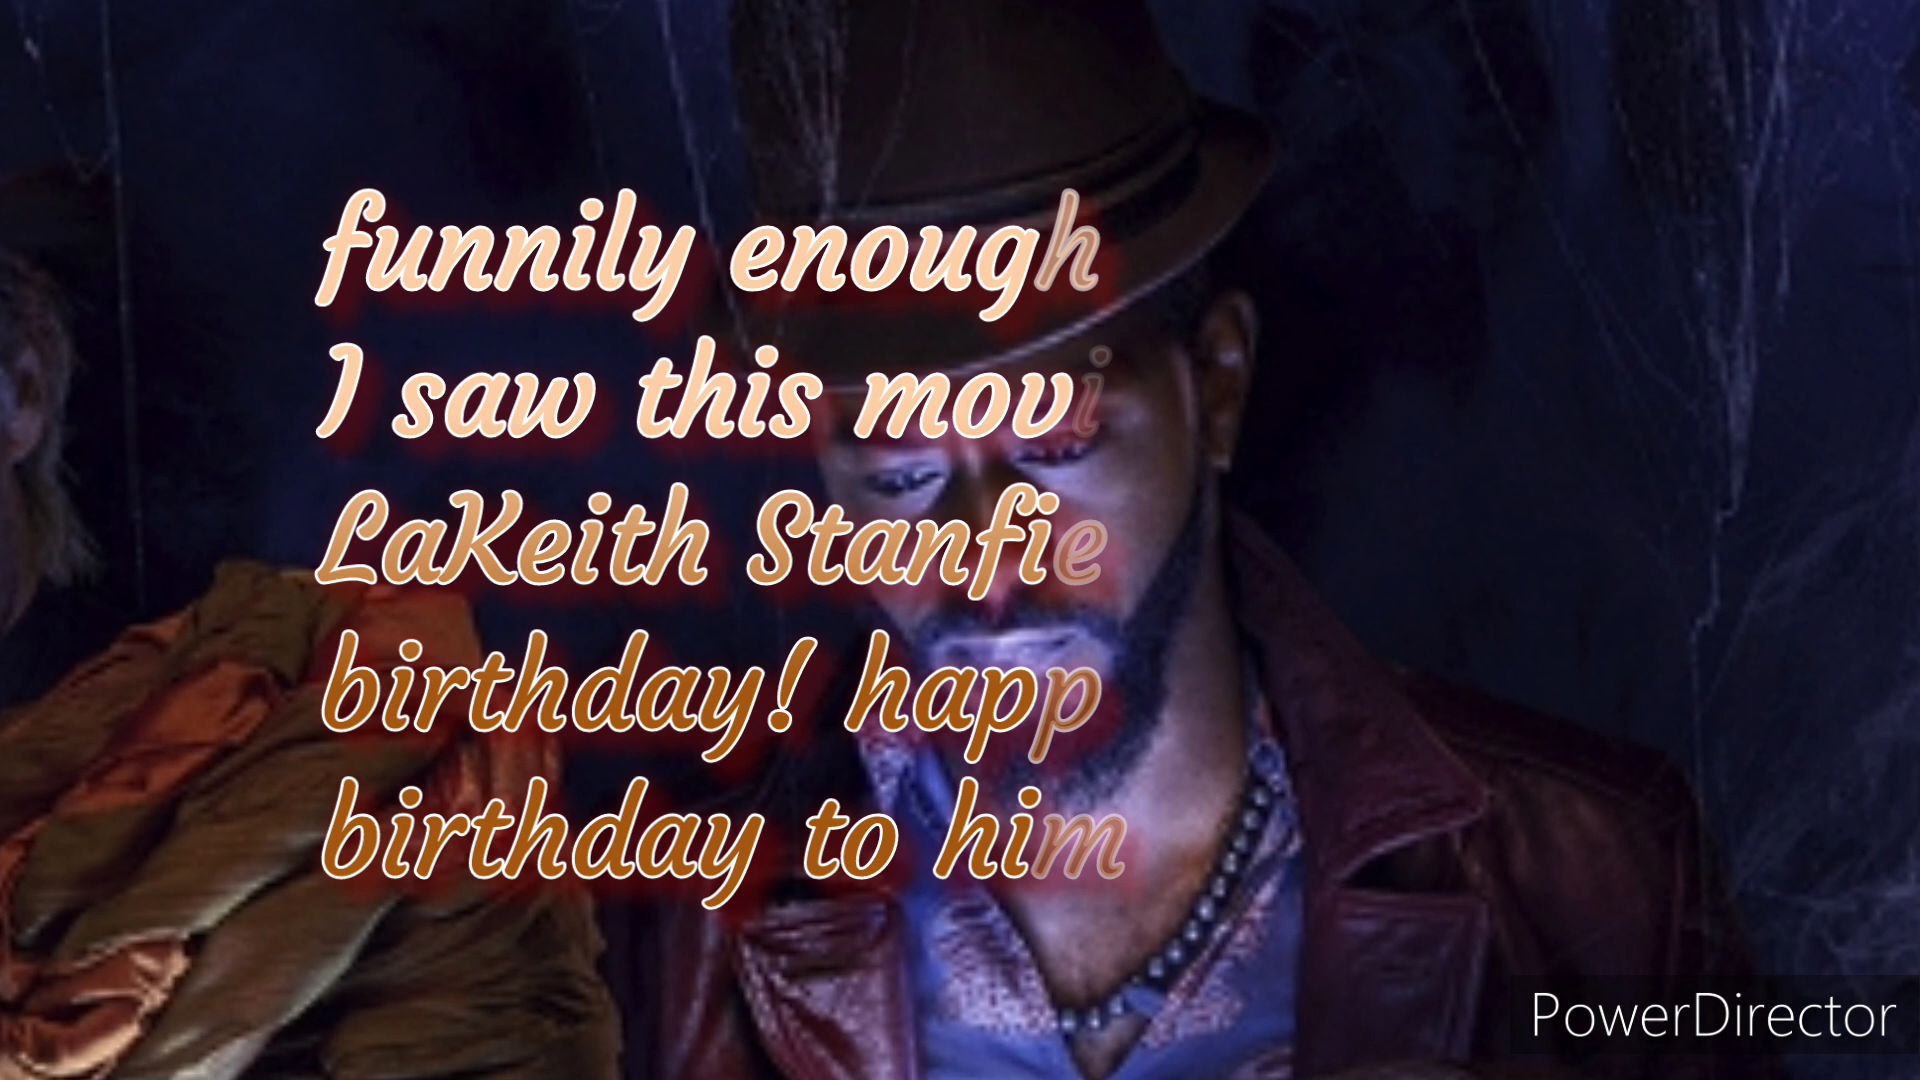 funnily enough
I saw this movi
LaKeith Stanfie
birthday! happ
birthday to him
PowerDirector